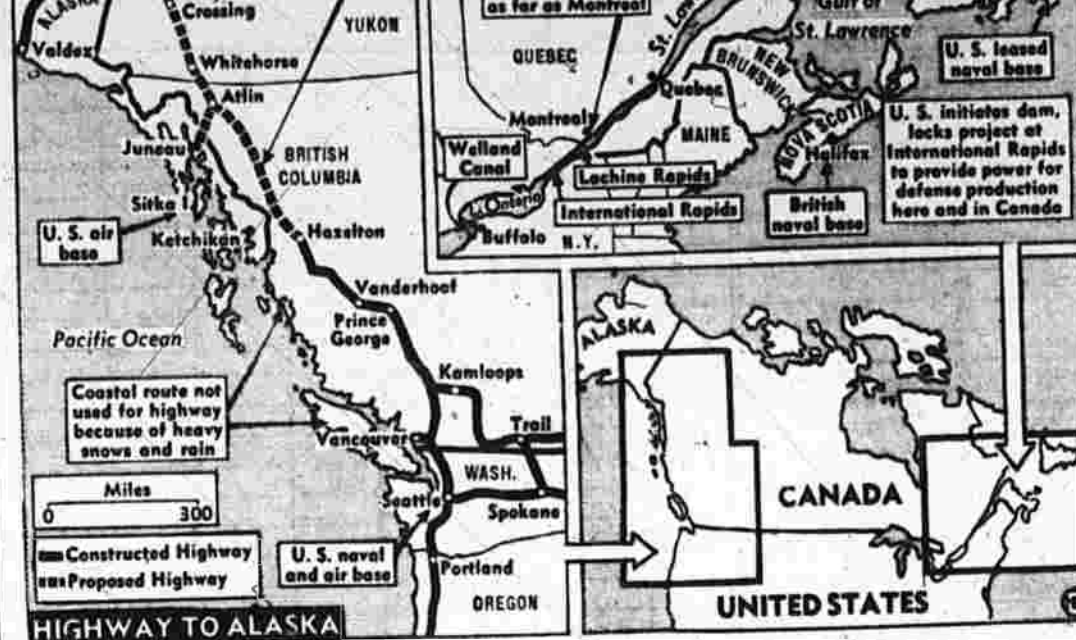 ALASKA
Crossing
YUKON
Valdez
Whitehorse
Atlin
Juneau
BRITISH
COLUMBIA
Sitka
U. S. air
base
Ketchikan
Hazelton
Vanderhoof
Prince
George
Pacific Ocean
Coastal route not
used for highway
because of heavy
snows and rain
Kamloops
Vancouver
Trail
WASH.
Miles
0 300
Seattle
Spokane
Constructed Highway
Proposed Highway
U. S. naval
and air base
Portland
OREGON
HIGHWAY TO ALASKA
as far as Montreal
QUEBEC
St. Law
Gulf of
St. Lawrence
U. S. leased
naval base
NEW
BRUNSWICK
Quebec
Montreal
MAINE
NOVA SCOTIA
Halifax
U. S. initiates dam,
locks project at
International Rapids
to provide power for
defense production
here and in Canada
Welland
Canal
Lachine Rapids
L. Ontario
International Rapids
British
naval base
Buffalo
N.Y.
ALASKA
CANADA
UNITED STATES